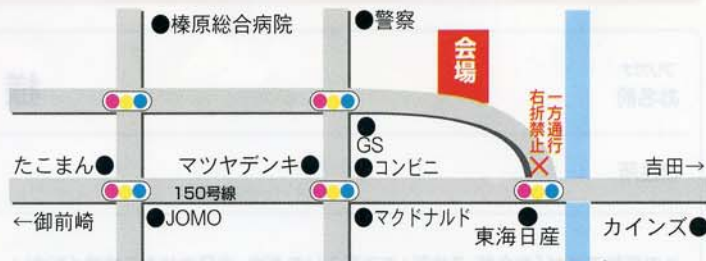 榛原総合病院
警察
会場
一方通行
右折禁止
GS
たこまん
マツヤデンキ
コンビニ
吉田→
150号線
←御前崎
JOMO
マクドナルド
東海日産
カインズ